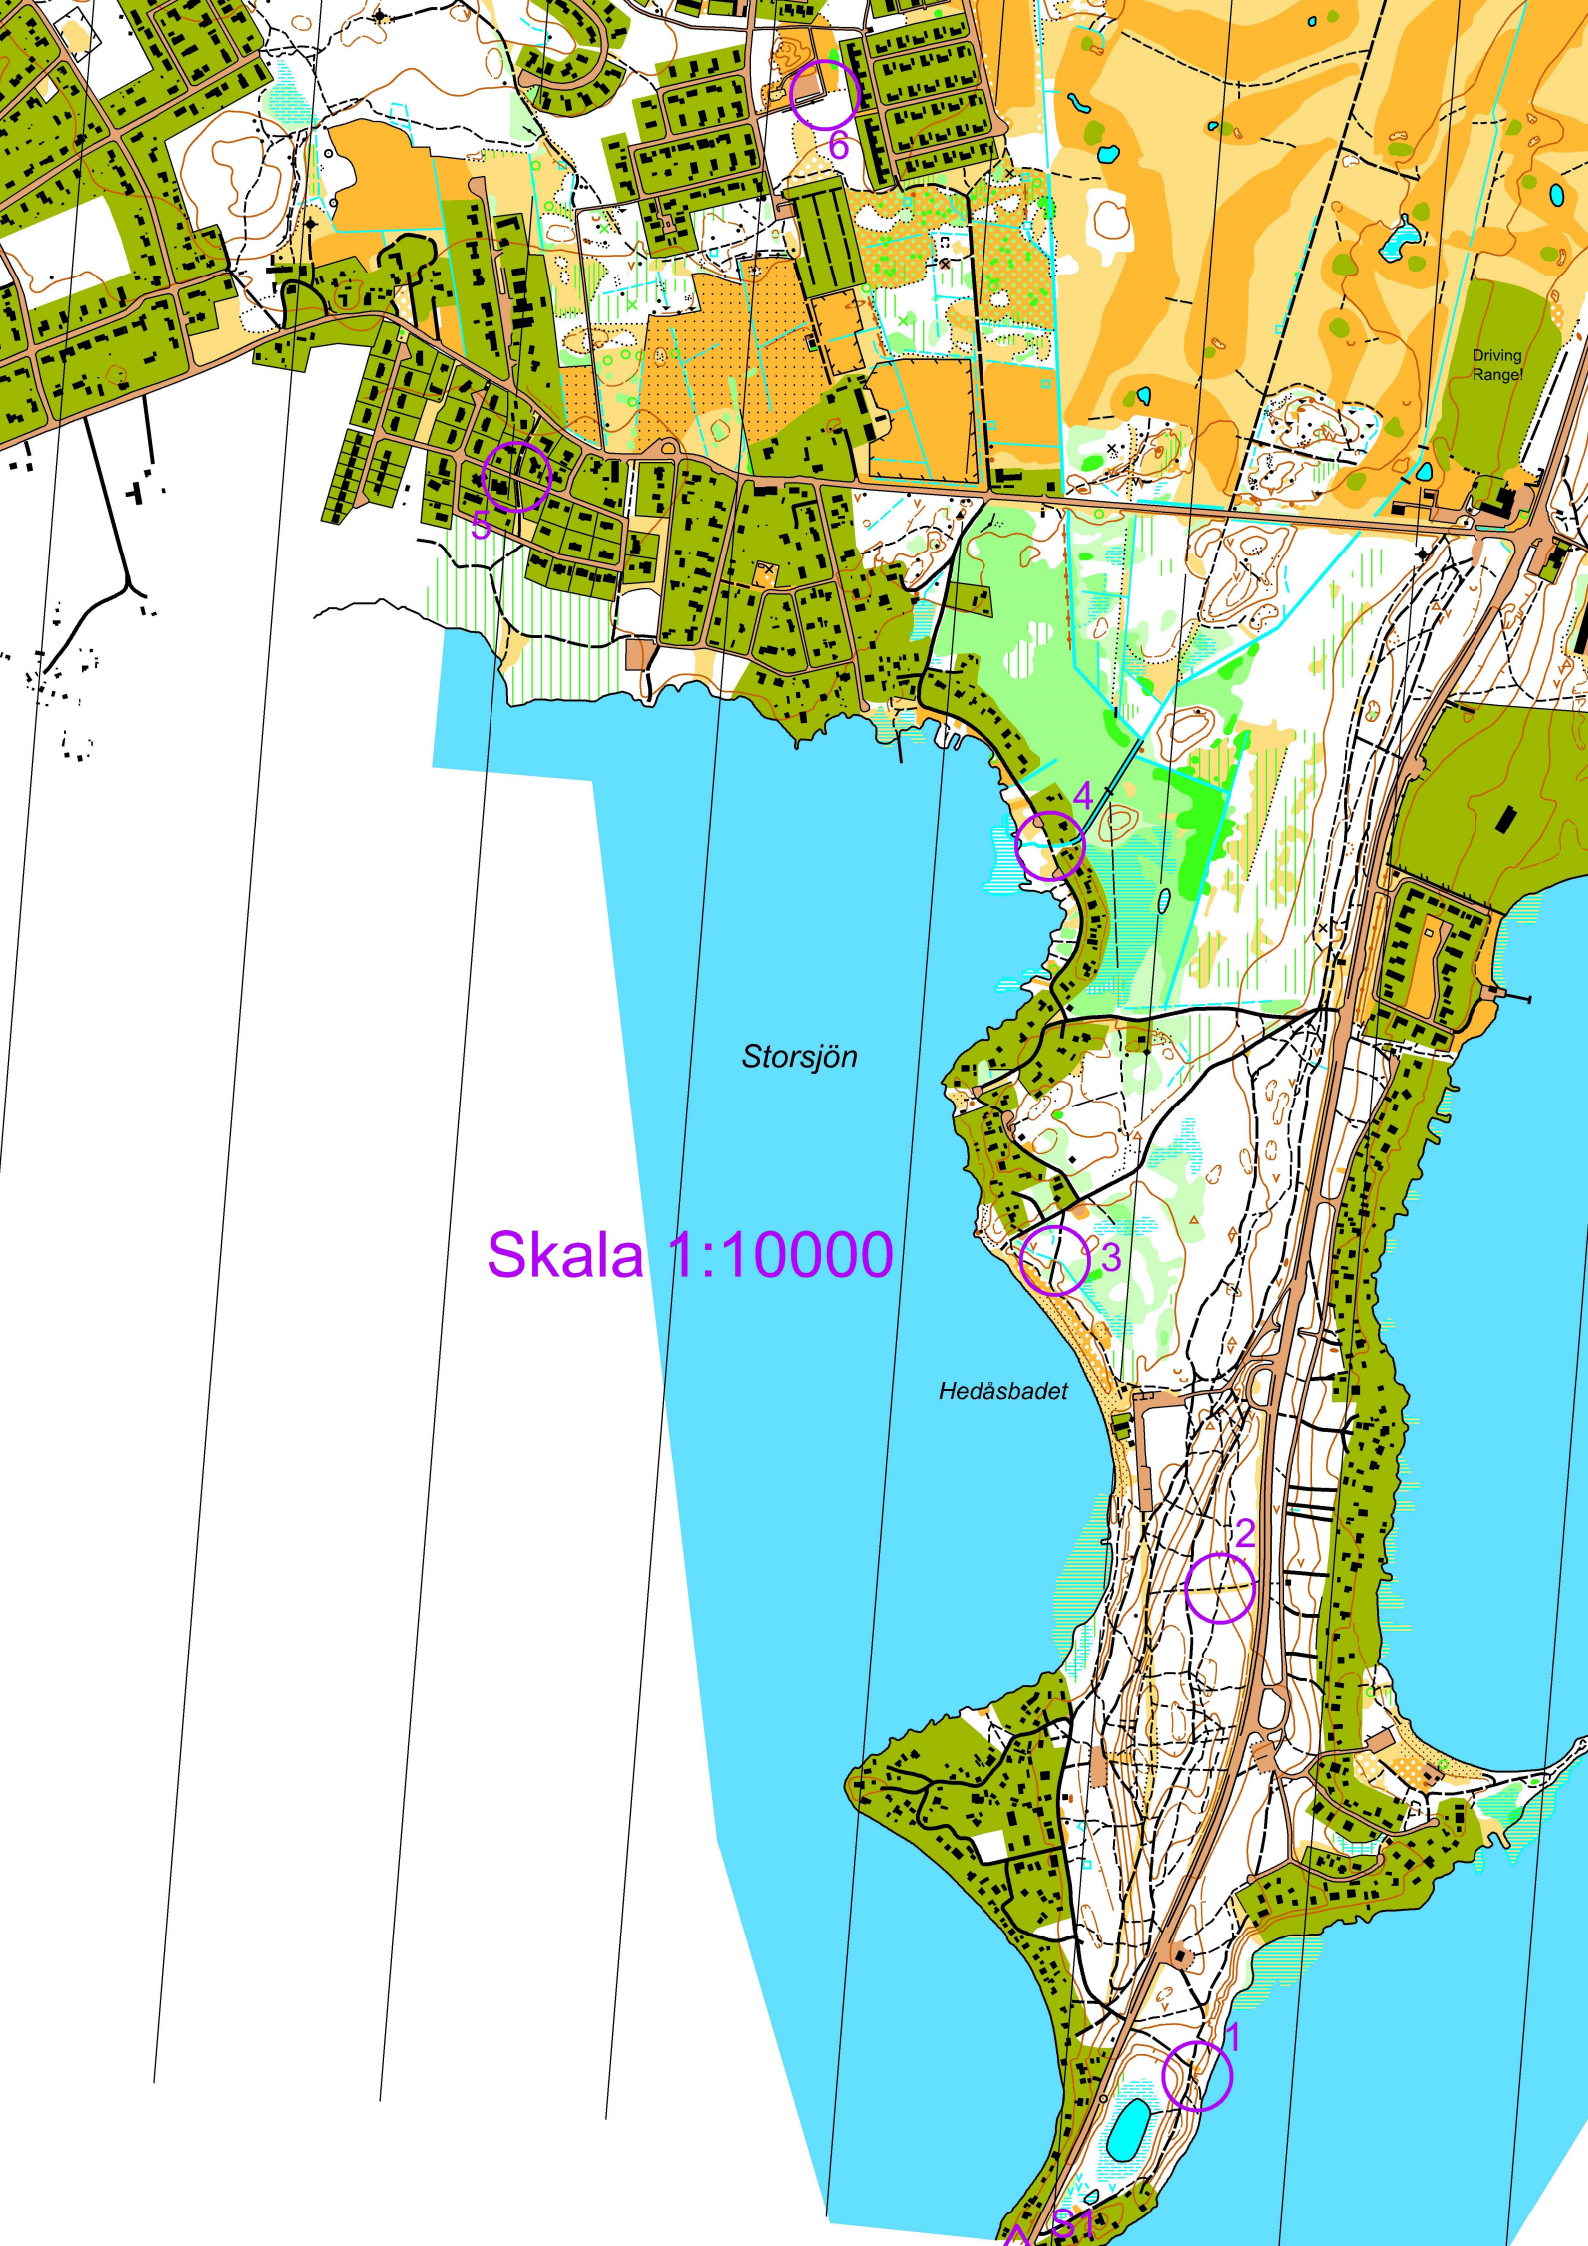 6
Driving
Range!
5
4
Storsjön
Skala 1:10000
3
Hedåsbadet
2
1
S1